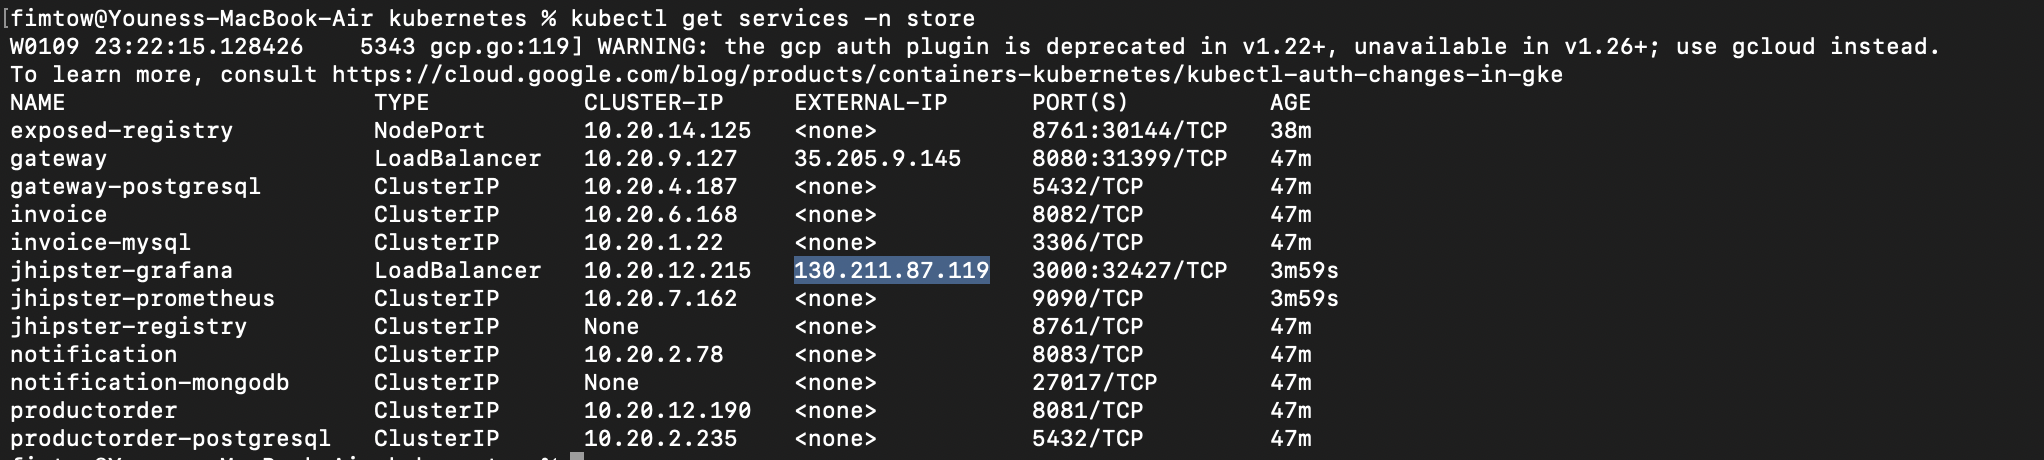 [fimtow@Youness-MacBook-Air kubernetes % kubectl get services -n store
W0109 23:22:15.128426    5343 gcp.go:119] WARNING: the gcp auth plugin is deprecated in v1.22+, unavailable in v1.26+; use gcloud instead.
To learn more, consult https://cloud.google.com/blog/products/containers-kubernetes/kubectl-auth-changes-in-gke
NAME                     TYPE           CLUSTER-IP     EXTERNAL-IP      PORT(S)          AGE
exposed-registry         NodePort       10.20.14.125   <none>           8761:30144/TCP   38m
gateway                  LoadBalancer   10.20.9.127    35.205.9.145     8080:31399/TCP   47m
gateway-postgresql       ClusterIP      10.20.4.187    <none>           5432/TCP         47m
invoice                  ClusterIP      10.20.6.168    <none>           8082/TCP         47m
invoice-mysql            ClusterIP      10.20.1.22     <none>           3306/TCP         47m
jhipster-grafana         LoadBalancer   10.20.12.215   130.211.87.119   3000:32427/TCP   3m59s
jhipster-prometheus      ClusterIP      10.20.7.162    <none>           9090/TCP         3m59s
jhipster-registry        ClusterIP      None           <none>           8761/TCP         47m
notification             ClusterIP      10.20.2.78     <none>           8083/TCP         47m
notification-mongodb     ClusterIP      None           <none>           27017/TCP        47m
productorder             ClusterIP      10.20.12.190   <none>           8081/TCP         47m
productorder-postgresql  ClusterIP      10.20.2.235    <none>           5432/TCP         47m
fimtow@Youness-MacBook-Air kubernetes %